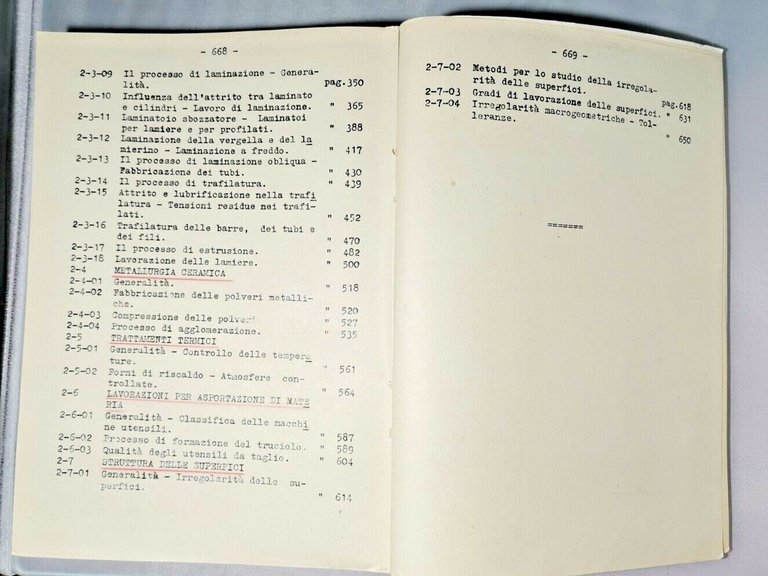 - 668 -
2-3-09 Il processo di laminazione - Genera-
lità. pag.350
2-3-10 Influenza dell'attrito tra laminato
e cilindri - Lavoro di laminazione. " 365
2-3-11 Laminatoio sbozzatore - Laminatoi
per lamiere e per profilati. " 388
2-3-12 Laminazione della vergella e del la
mierino - Laminazione a freddo. " 417
2-3-13 Il processo di laminazione obliqua -
Fabbricazione dei tubi. " 430
2-3-14 Il processo di trafilatura. " 439
2-3-15 Attrito e lubrificazione nella trafi
latura - Tensioni residue nei trafi-
lati. " 452
2-3-16 Trafilatura delle barre, dei tubi e
dei fili. " 470
2-3-17 Il processo di estrusione. " 482
2-3-18 Lavorazione delle lamiere. " 500
2-4 METALLURGIA CERAMICA
2-4-01 Generalità. " 518
2-4-02 Fabbricazione delle polveri metalli-
che. " 520
2-4-03 Compressione delle polveri " 527
2-4-04 Processo di agglomerazione. " 535
2-5 TRATTAMENTI TERMICI
2-5-01 Generalità - Controllo delle tempera
ture. " 561
2-5-02 Forni di riscaldo - Atmosfere con-
trollate. " 564
2-6 LAVORAZIONI PER ASPORTAZIONE DI MATE
RIA
2-6-01 Generalità - Classifica delle macchi
ne utensili. " 587
2-6-02 Processo di formazione del truciolo. " 589
2-6-03 Qualità degli utensili da taglio. " 604
2-7 STRUTTURA DELLE SUPERFICI
2-7-01 Generalità - Irregolarità delle su-
perfici. " 614
- 669 -
2-7-02 Metodi per lo studio della irregola-
rità delle superfici. pag.618
2-7-03 Gradi di lavorazione delle superfici. " 631
2-7-04 Irregolarità macrogeometriche - Tol-
leranze. " 650
=======